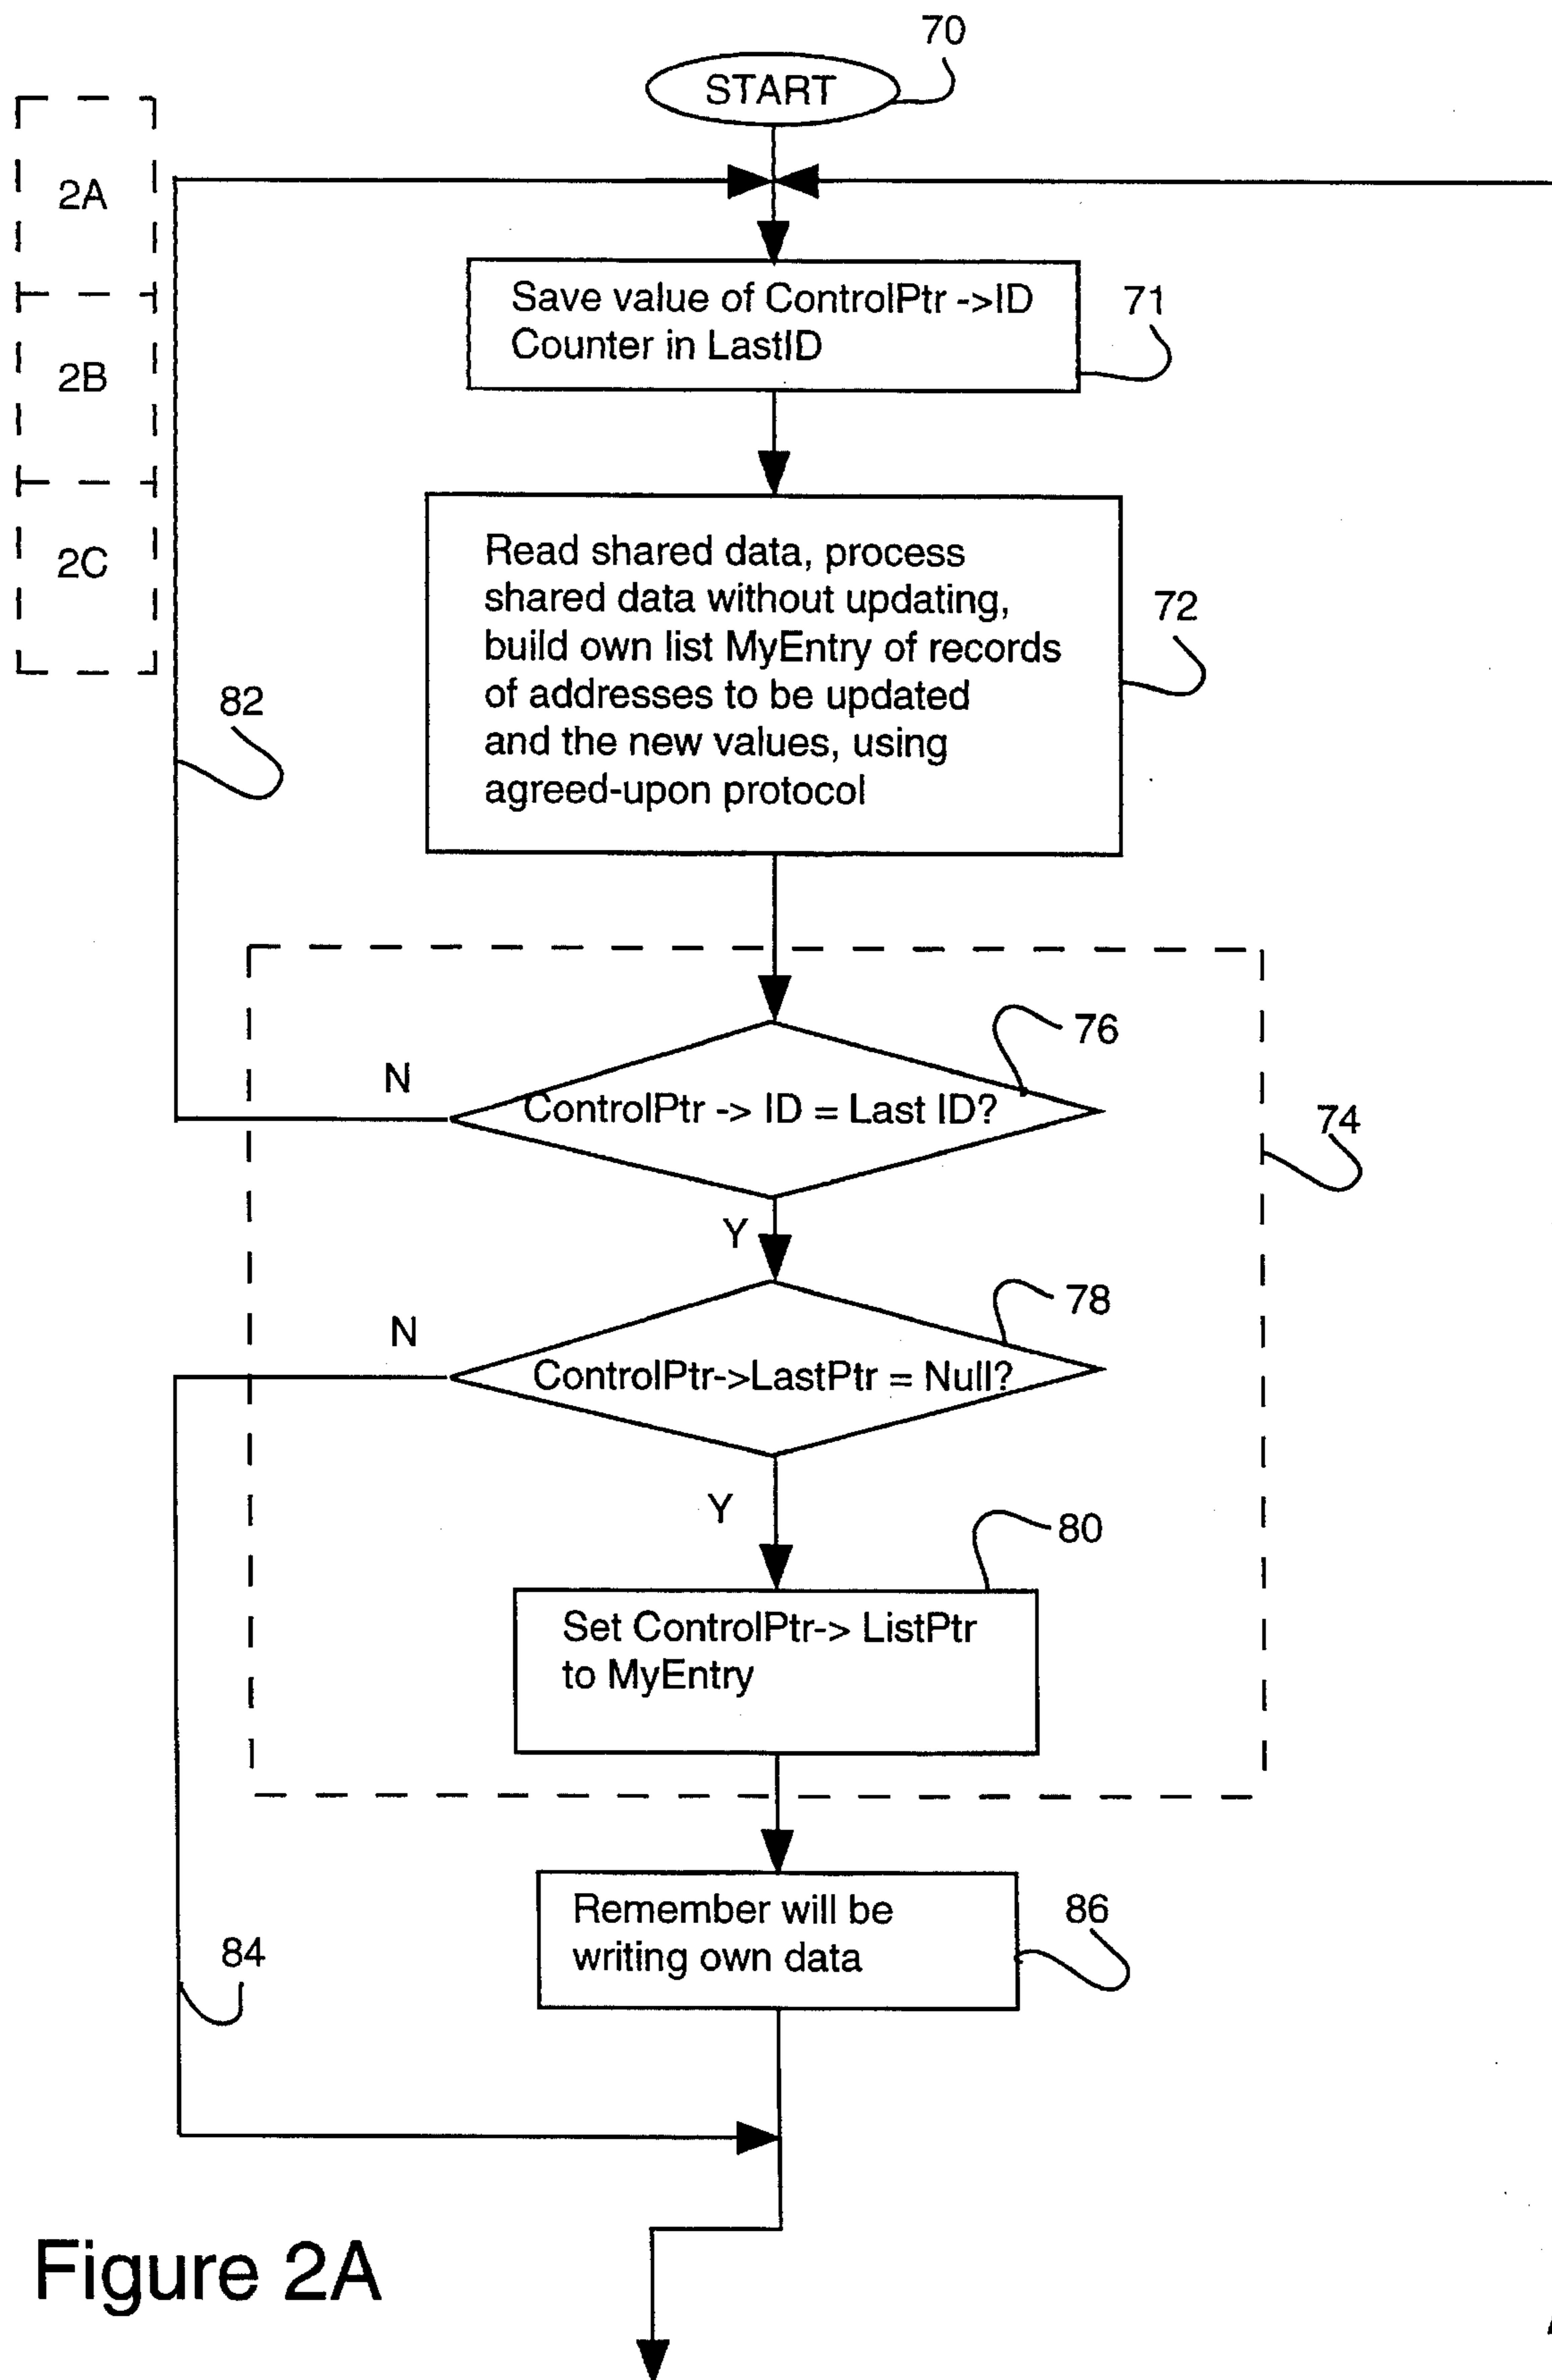 70
START
2A
2B
2C
Save value of ControlPtr ->ID
Counter in LastID
71
Read shared data, process
shared data without updating,
build own list MyEntry of records
of addresses to be updated
and the new values, using
agreed-upon protocol
72
82
76
N
ControlPtr -> ID = Last ID?
74
Y
78
N
ControlPtr->LastPtr = Null?
Y
80
Set ControlPtr-> ListPtr
to MyEntry
Remember will be
writing own data
86
84
Figure 2A